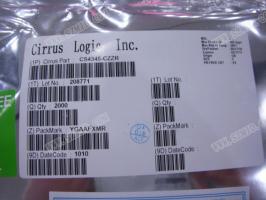 Cirrus Logic Inc.
(1P) Cirrus Part CS4345-CZZR
(1T) Lot No 208771
(1T) Lot No
(Q) Qty 2000
(Q) Qty
(Z) PackMark YGAAFXMR
(Z) PackMark
(9D) DateCode: 1010
(9D) DateCode: